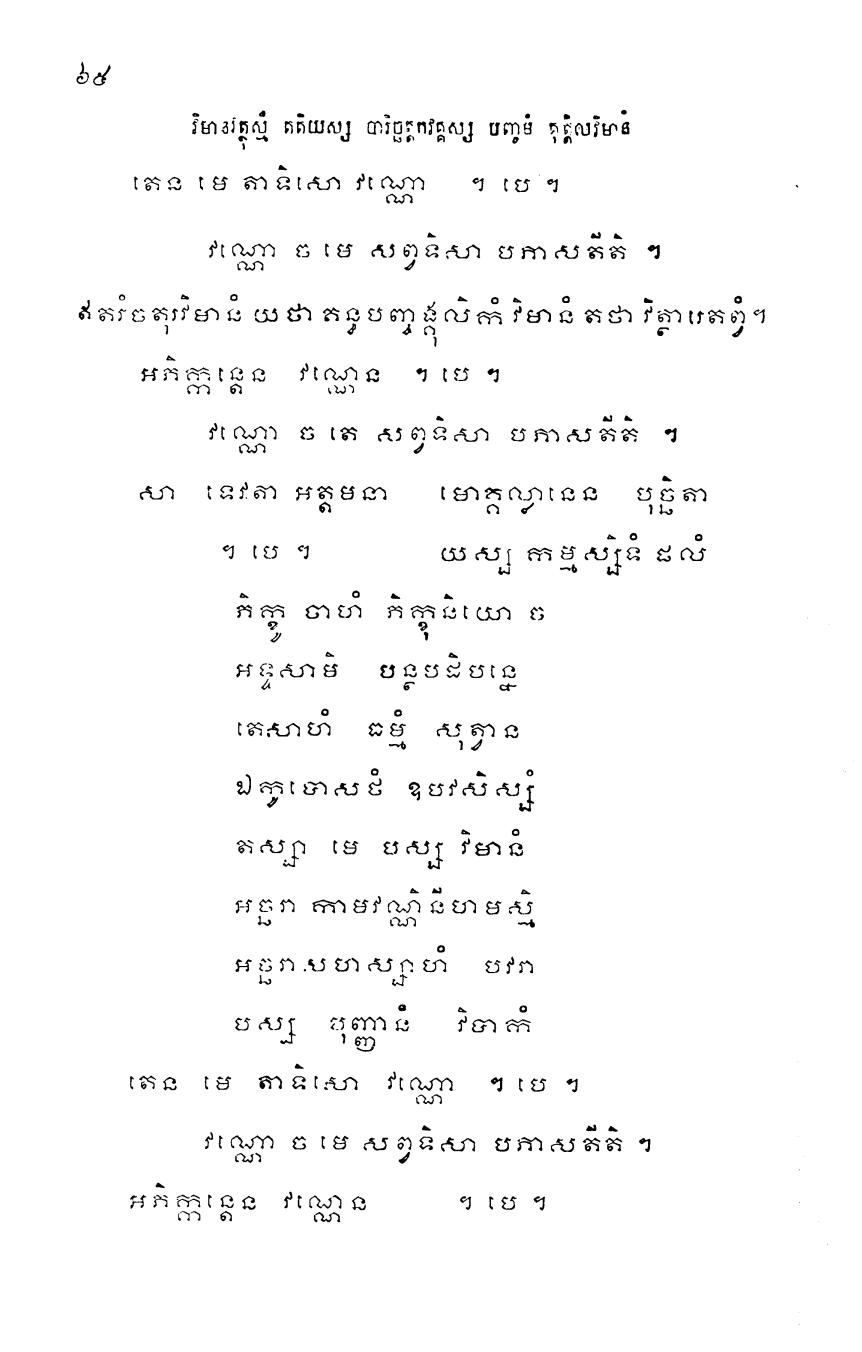 ៦៤
វិមានវត្ថុស្មឹ តតិយស្ស បារិច្ឆត្តកវគ្គស្ស បញ្ចមំ គុត្តិលវិមានំ
តេន មេ តាទិសោ វណ្ណោ ។ បេ ។
វណ្ណោ ច មេ សព្វទិសា បភាសតីតិ ។
ឥតរំ ចតុរវិមានំ យថា គន្ធបញ្ចង្គុលិកំ វិមានំ តថា វិត្ថារេតព្វំ។
អភិក្កន្តេន វណ្ណេន ។ បេ ។
វណ្ណោ ច តេ សព្វទិសា បភាសតីតិ ។
សា ទេវតា អត្តមនា មោគ្គល្លានេន បុច្ឆិតា
។ បេ ។ យស្ស កម្មស្សិទំ ផលំ
ភិក្ខូ ចាហំ ភិក្ខុនិយោ ច
អទ្ទសាមិ បន្ថបដិបន្នេ
តេសាហំ ធម្មំ សុត្វាន
ឯកូបោសថំ ឧបវសិស្សំ
តស្សា មេ បស្ស វិមានំ
អច្ឆរា កាមវណ្ណិនីហមស្មិ
អច្ឆរាសហស្សាហំ បវរា
បស្ស បុញ្ញានំ វិបាកំ
តេន មេ តាទិសោ វណ្ណោ ។ បេ ។
វណ្ណោ ច មេ សព្វទិសា បភាសតីតិ ។
អភិក្កន្តេន វណ្ណេន ។ បេ ។